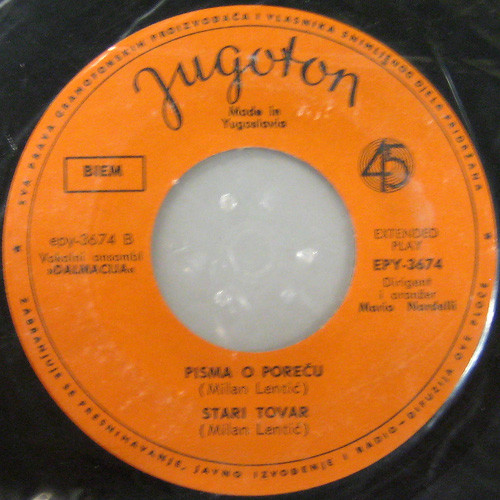 SVA PRAVA GRAMOFONSKIH PROIZVOĐAČA I VLASNIKA SNIMLJENOG DJELA PRIDRŽANA
Jugoton
Made in
Yugoslavia
BIEM
45
epy-3674 B
Vokalni ansambl
»DALMACIJA«
EXTENDED
PLAY
EPY-3674
Dirigent
i aranžer
Mario Nardelli
PISMA O POREČU
(Milan Lentić)
STARI TOVAR
(Milan Lentić)
ZABRANJUJE SE PRESNIMAVANJE, JAVNO IZVOĐENJE I RADIO-DIFUZIJA OVE PLOČE